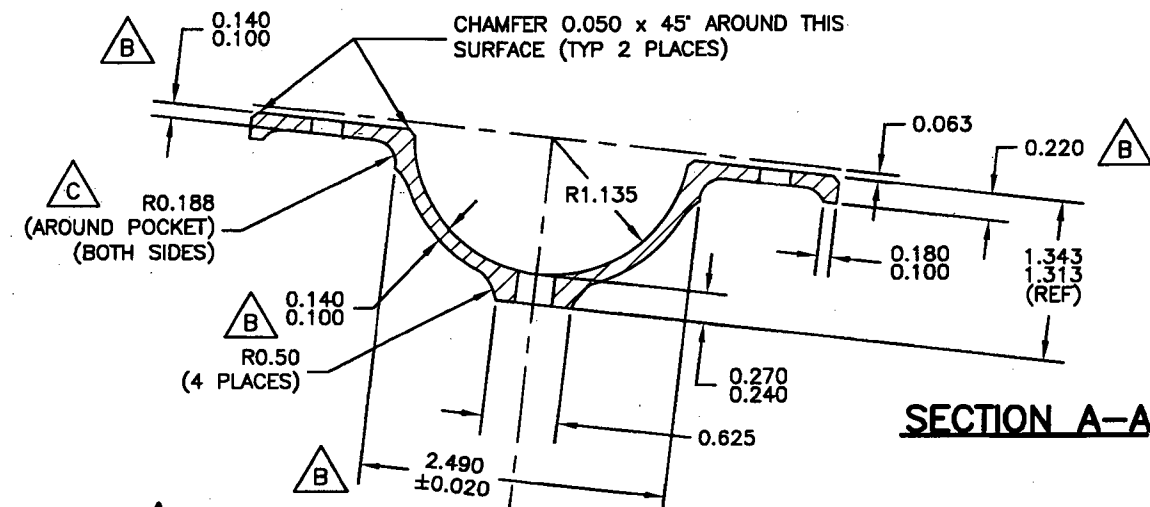 B
0.140
0.100
CHAMFER 0.050 x 45° AROUND THIS
SURFACE (TYP 2 PLACES)
0.063
0.220
B
C
R0.188
(AROUND POCKET)
(BOTH SIDES)
R1.135
0.180
0.100
1.343
1.313
(REF)
B
0.140
0.100
R0.50
(4 PLACES)
0.270
0.240
0.625
SECTION A-A
B
2.490
±0.020